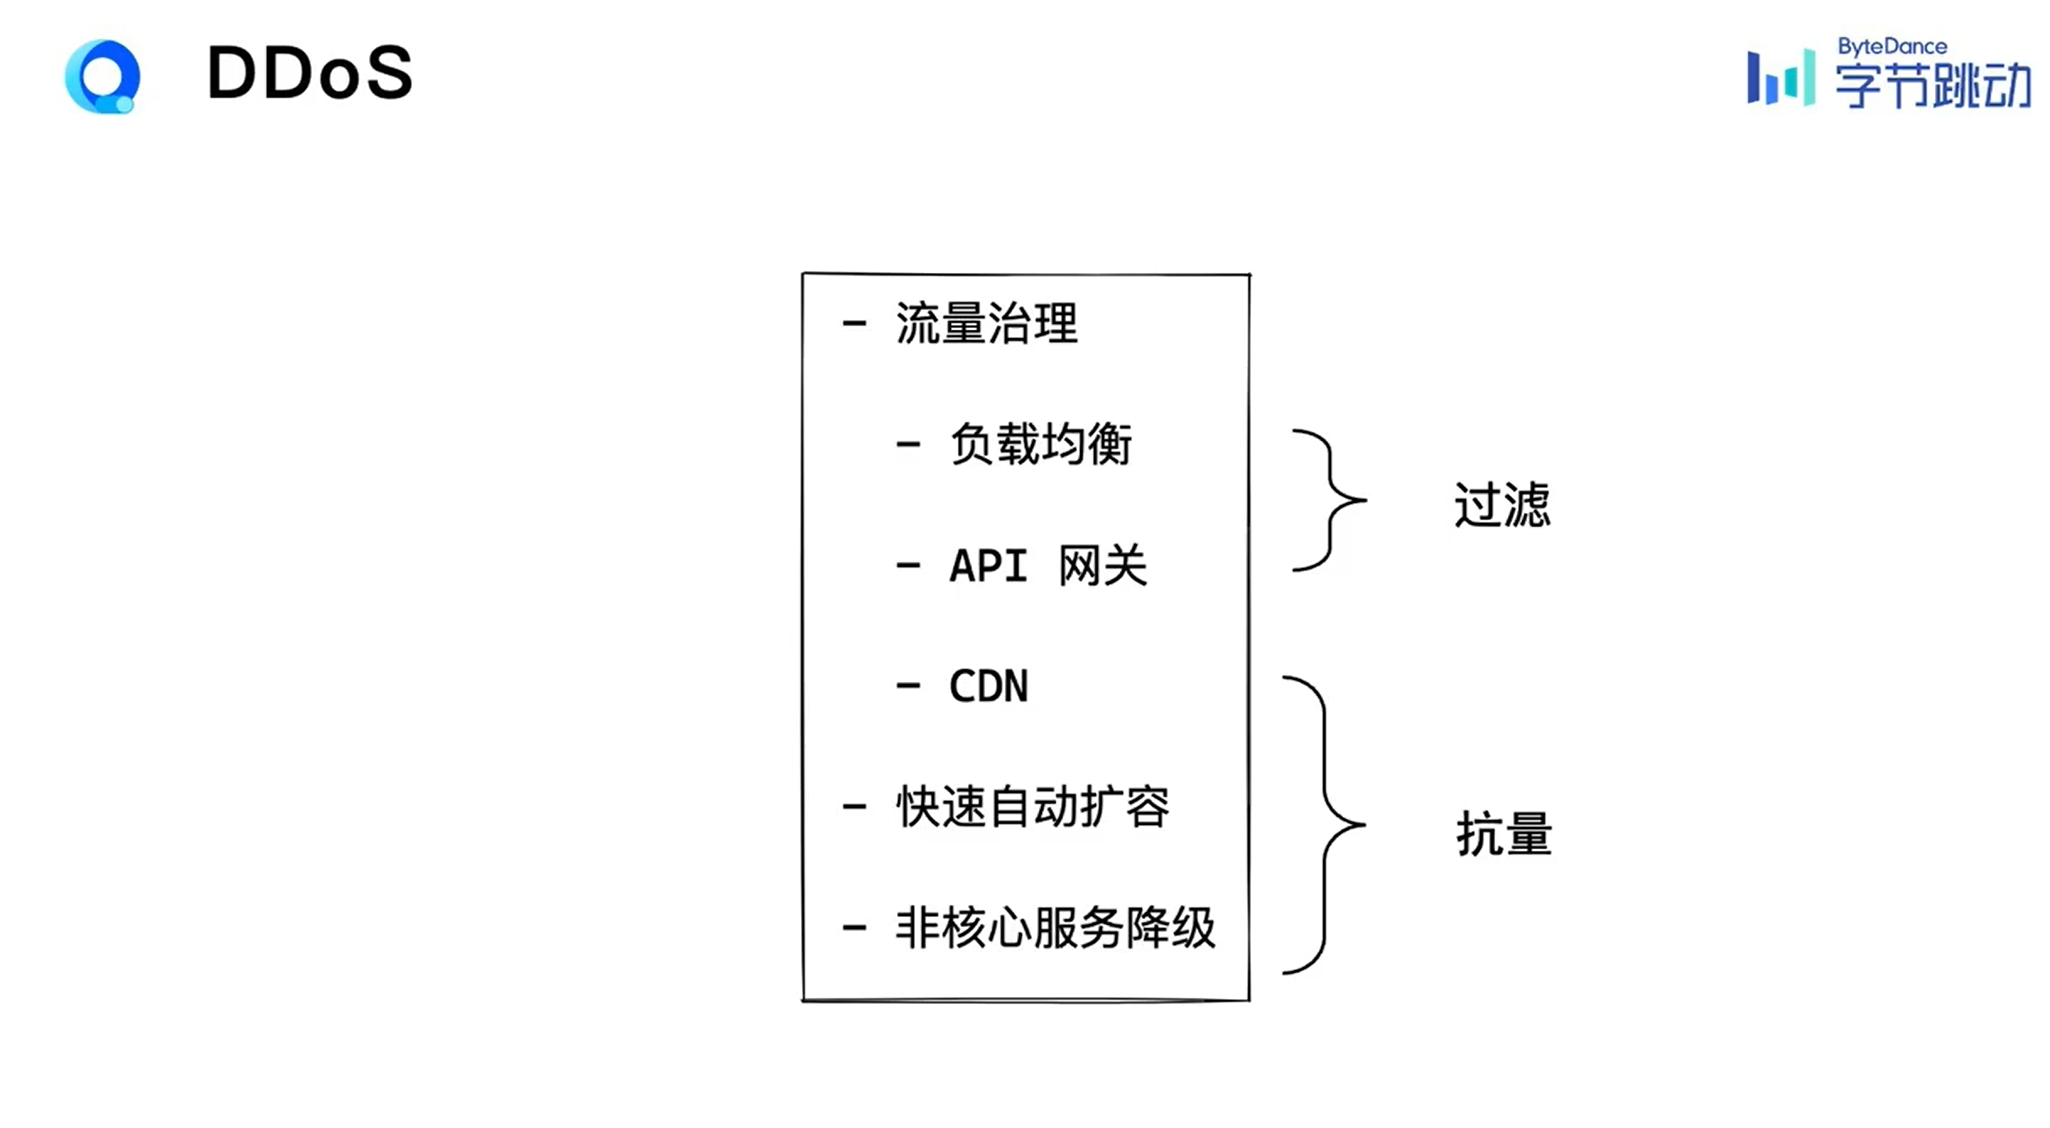 DDoS
ByteDance
字节跳动
- 流量治理
- 负载均衡
- API 网关
- CDN
- 快速自动扩容
- 非核心服务降级
过滤
抗量